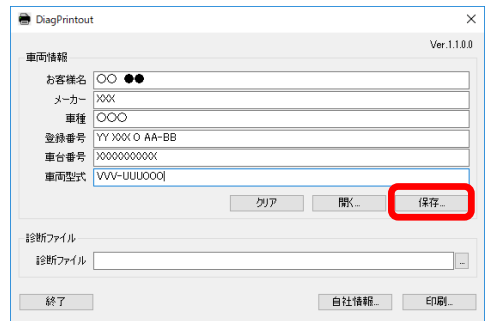 DiagPrintout
Ver.1.1.0.0
車両情報
お客様名 ○○ ●●
メーカー XXX
車種 ○○○
登録番号 YY XXX O AA-BB
車台番号 XXXXXXXXXX
車両型式 VVV-UUUOOO
クリア 開く... 保存...
診断ファイル
診断ファイル ...
終了 自社情報... 印刷...